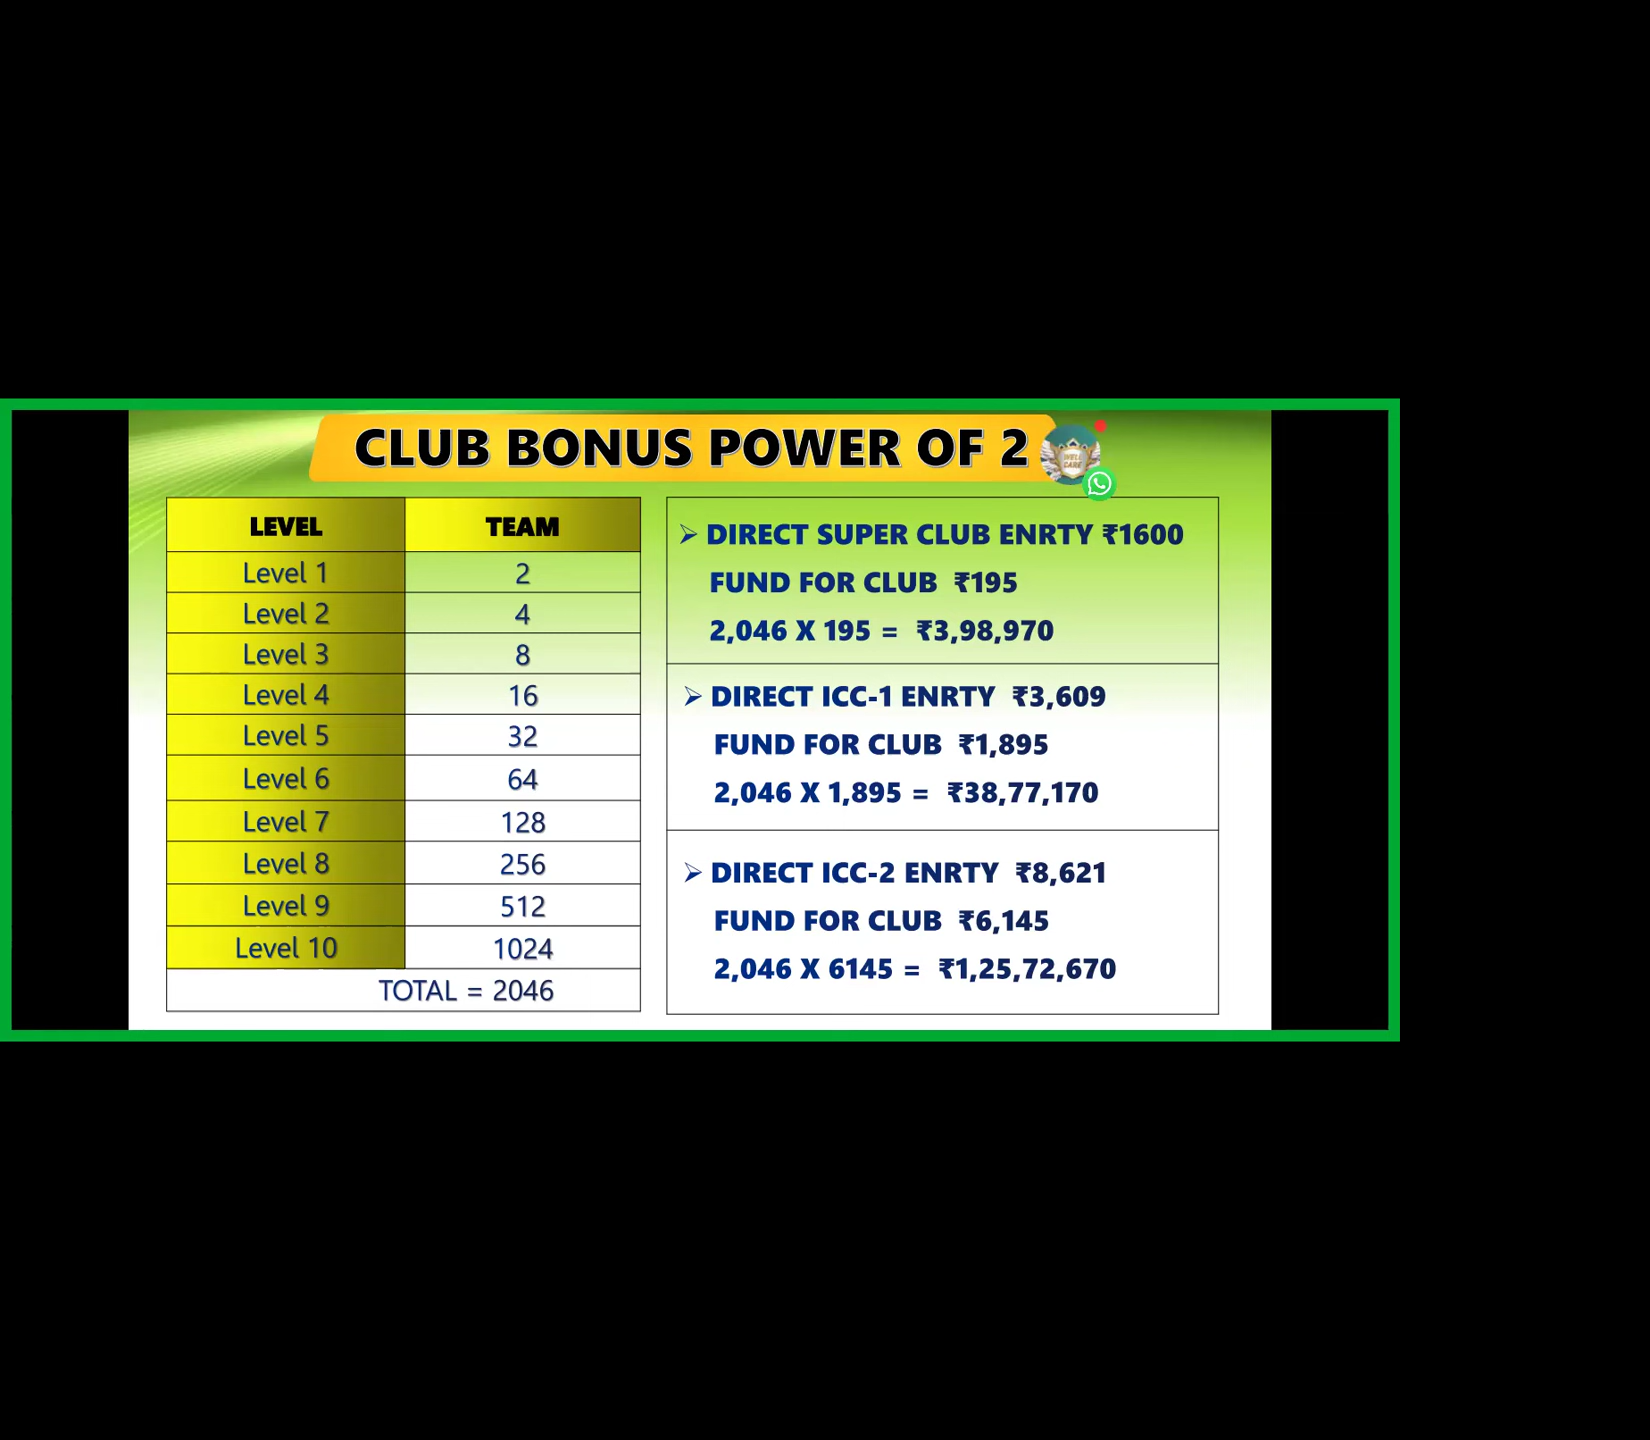 CLUB BONUS POWER OF 2
WELL
CARE
LEVEL TEAM
Level 1 2
Level 2 4
Level 3 8
Level 4 16
Level 5 32
Level 6 64
Level 7 128
Level 8 256
Level 9 512
Level 10 1024
TOTAL = 2046
➢ DIRECT SUPER CLUB ENRTY ₹1600
FUND FOR CLUB ₹195
2,046 X 195 = ₹3,98,970
➢ DIRECT ICC-1 ENRTY ₹3,609
FUND FOR CLUB ₹1,895
2,046 X 1,895 = ₹38,77,170
➢ DIRECT ICC-2 ENRTY ₹8,621
FUND FOR CLUB ₹6,145
2,046 X 6145 = ₹1,25,72,670